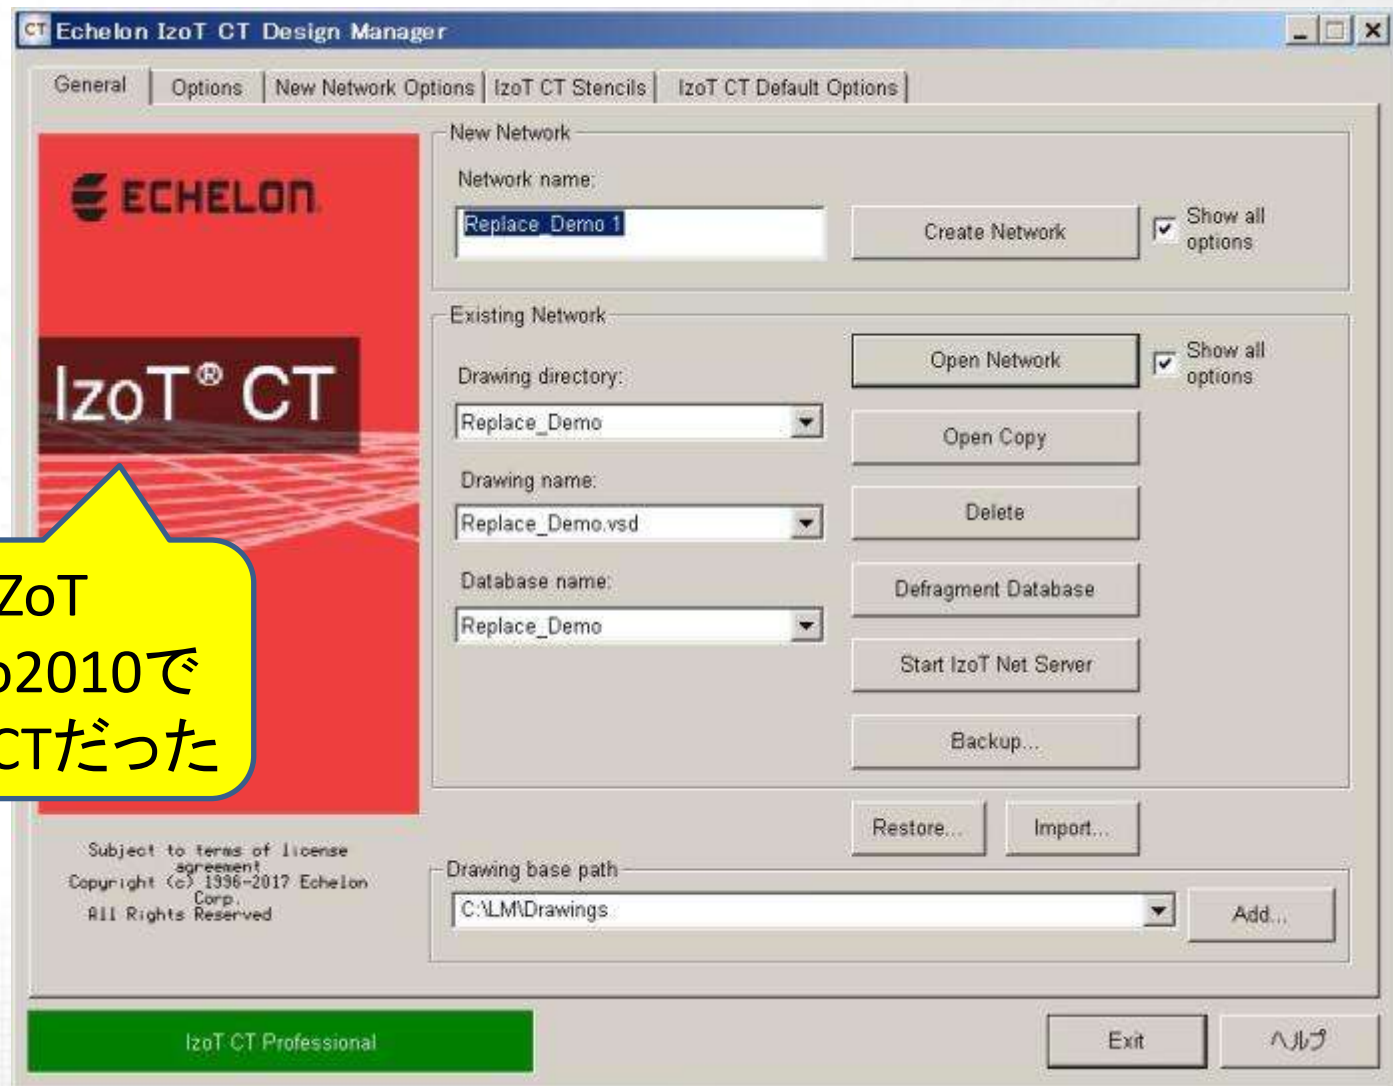 CT Echelon IzoT CT Design Manager
General Options New Network Options IzoT CT Stencils IzoT CT Default Options
ECHELON
IzoT® CT
ZoT
2010で
CTだった
Subject to terms of license
agreement
Copyright (c) 1996-2017 Echelon
Corp.
All Rights Reserved
New Network
Network name:
Replace_Demo 1
Create Network
Show all
options
Existing Network
Drawing directory:
Replace_Demo
Drawing name:
Replace_Demo.vsd
Database name:
Replace_Demo
Open Network
Show all
options
Open Copy
Delete
Defragment Database
Start IzoT Net Server
Backup...
Restore... Import...
Drawing base path
C:\LM\Drawings
Add...
IzoT CT Professional
Exit
ヘルプ